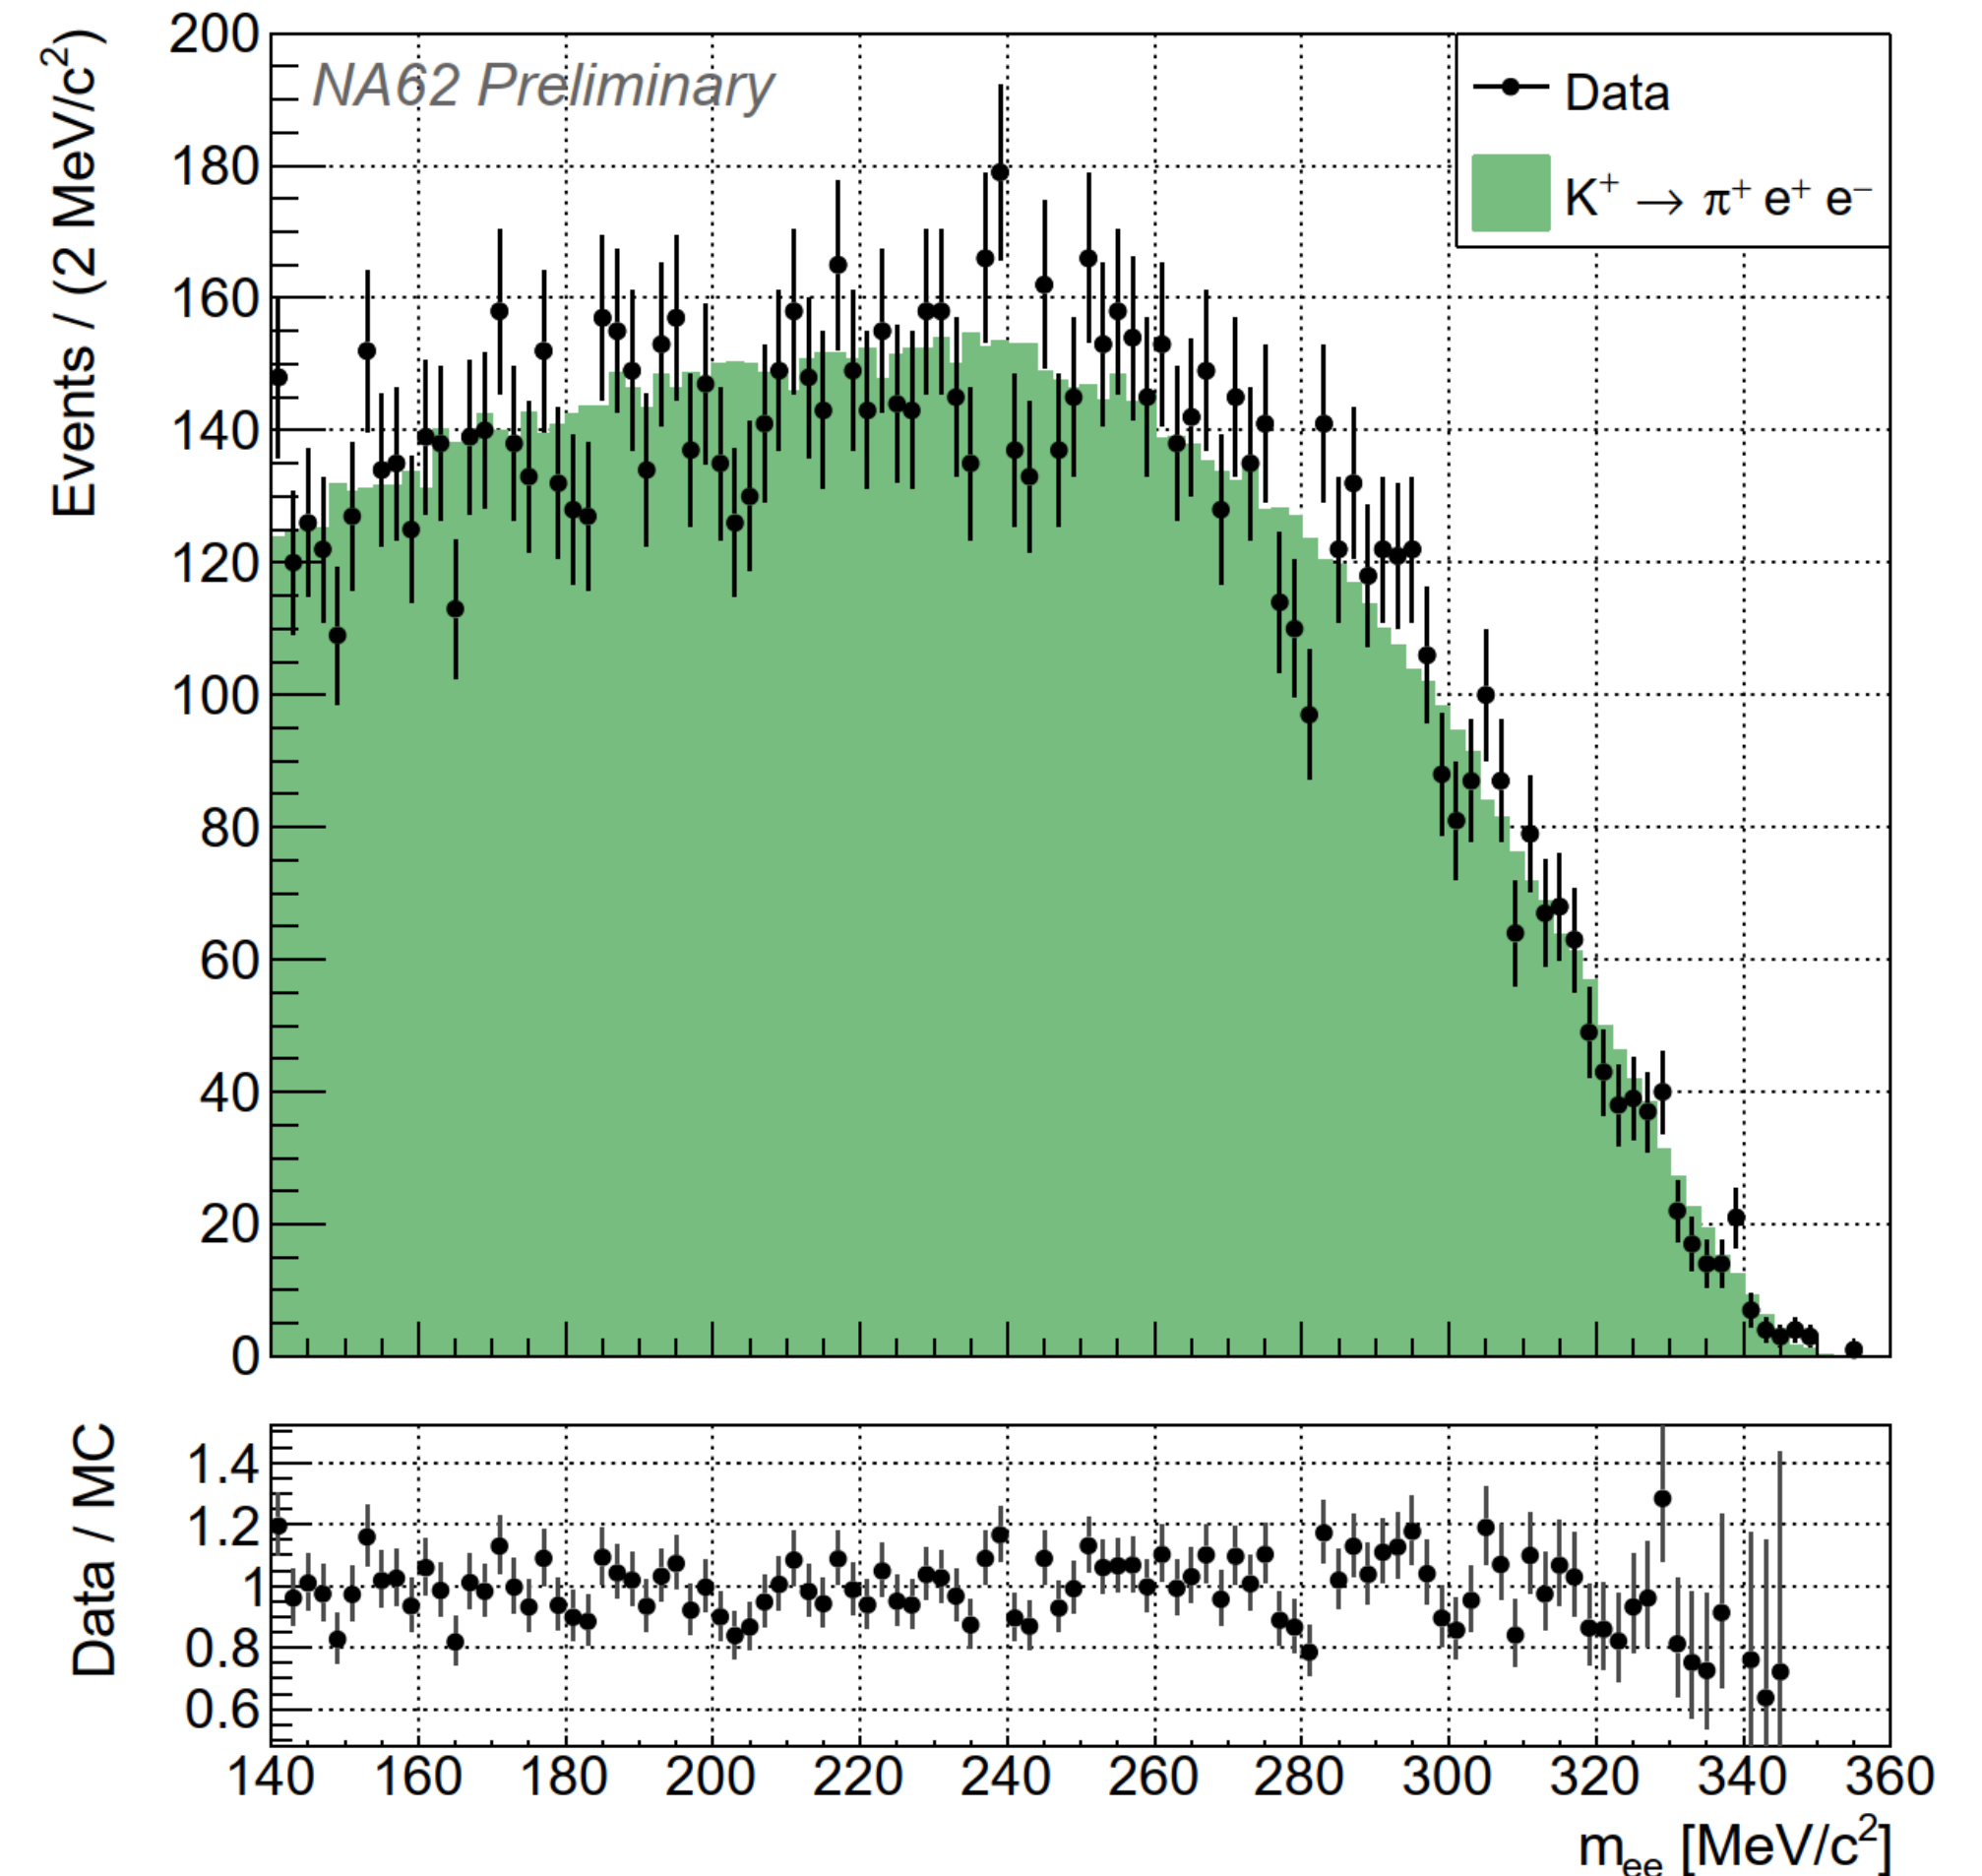 NA62 Preliminary
Data
K⁺ → π⁺ e⁺ e⁻
Events / (2 MeV/c²)
200
180
160
140
120
100
80
60
40
20
0
Data / MC
1.4
1.2
1
0.8
0.6
140 160 180 200 220 240 260 280 300 320 340 360
mₑₑ [MeV/c²]